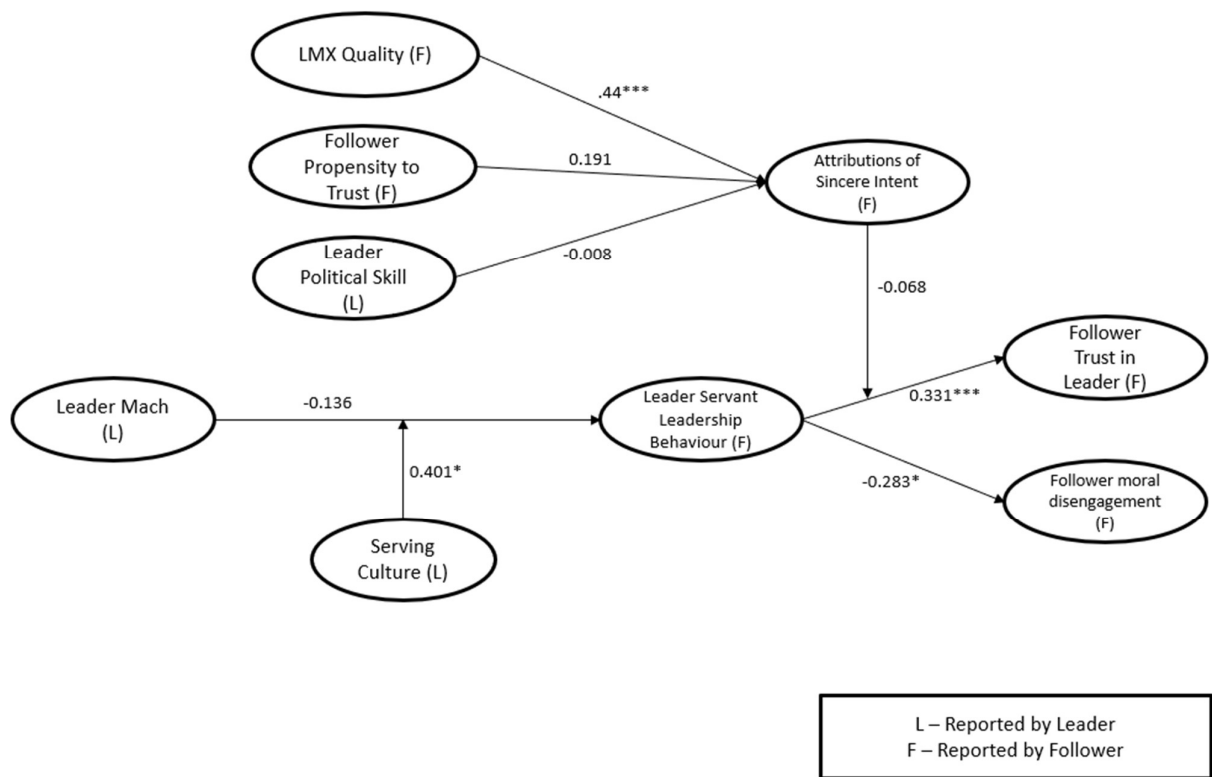 LMX Quality (F)
.44***
Follower
Propensity to
Trust (F)
0.191
Attributions of
Sincere Intent
(F)
Leader
Political Skill
(L)
-0.008
-0.068
Follower
Trust in
Leader (F)
Leader Mach
(L)
-0.136
Leader Servant
Leadership
Behaviour (F)
0.331***
0.401*
-0.283*
Follower moral
disengagement
(F)
Serving
Culture (L)
L – Reported by Leader
F – Reported by Follower